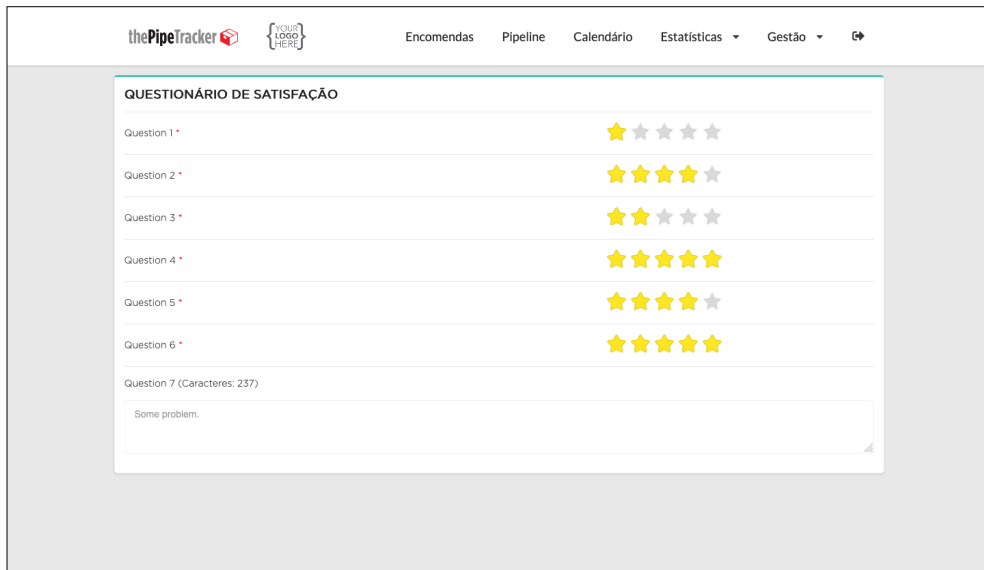 thePipeTracker {YOUR LOGO HERE} Encomendas Pipeline Calendário Estatísticas Gestão
QUESTIONÁRIO DE SATISFAÇÃO
Question 1 *
Question 2 *
Question 3 *
Question 4 *
Question 5 *
Question 6 *
Question 7 (Caracteres: 237)
Some problem.